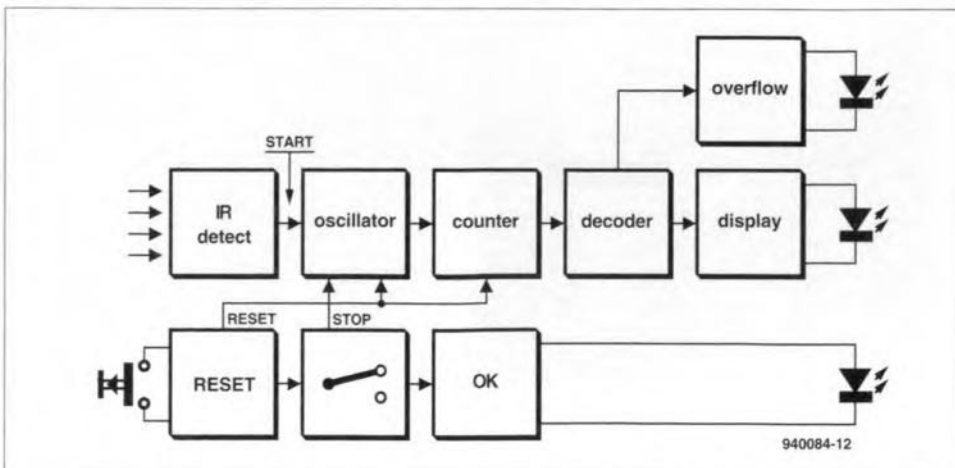 overflow
START
IR
detect
oscillator
counter
decoder
display
RESET
STOP
RESET
OK
940084-12